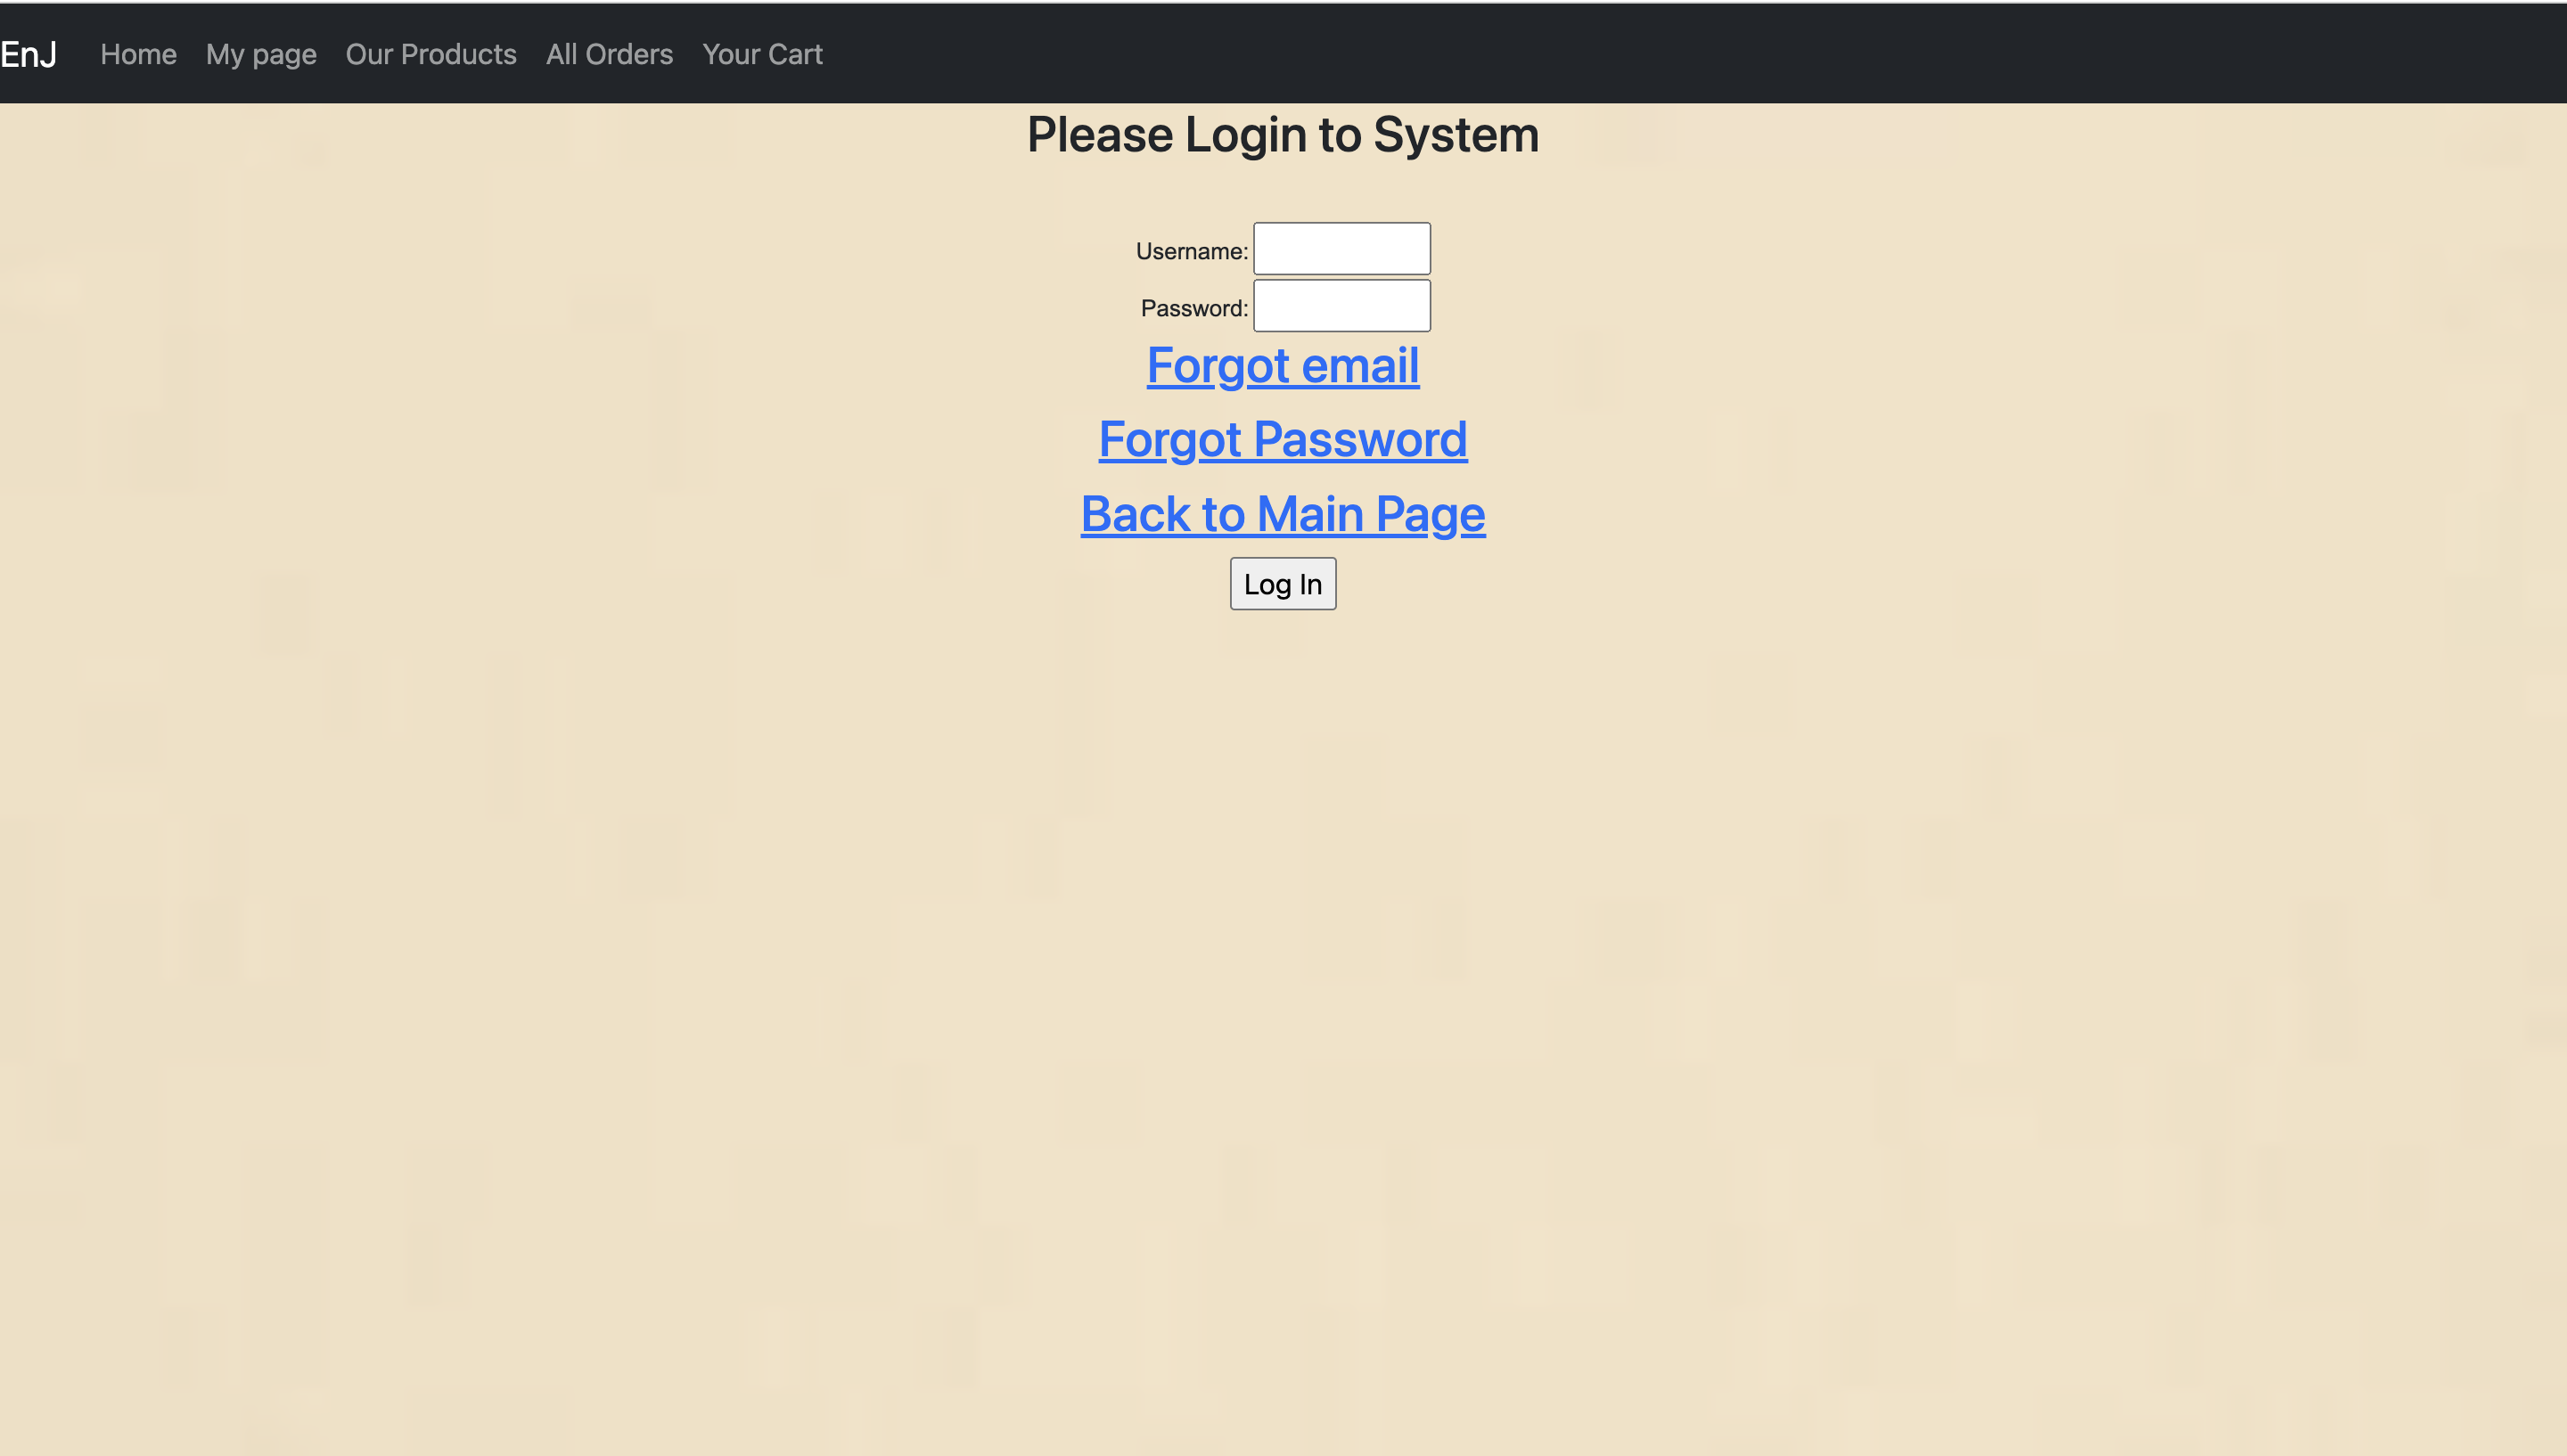 EnJ Home My page Our Products All Orders Your Cart
Please Login to System
Username:
Password:
Forgot email
Forgot Password
Back to Main Page
Log In